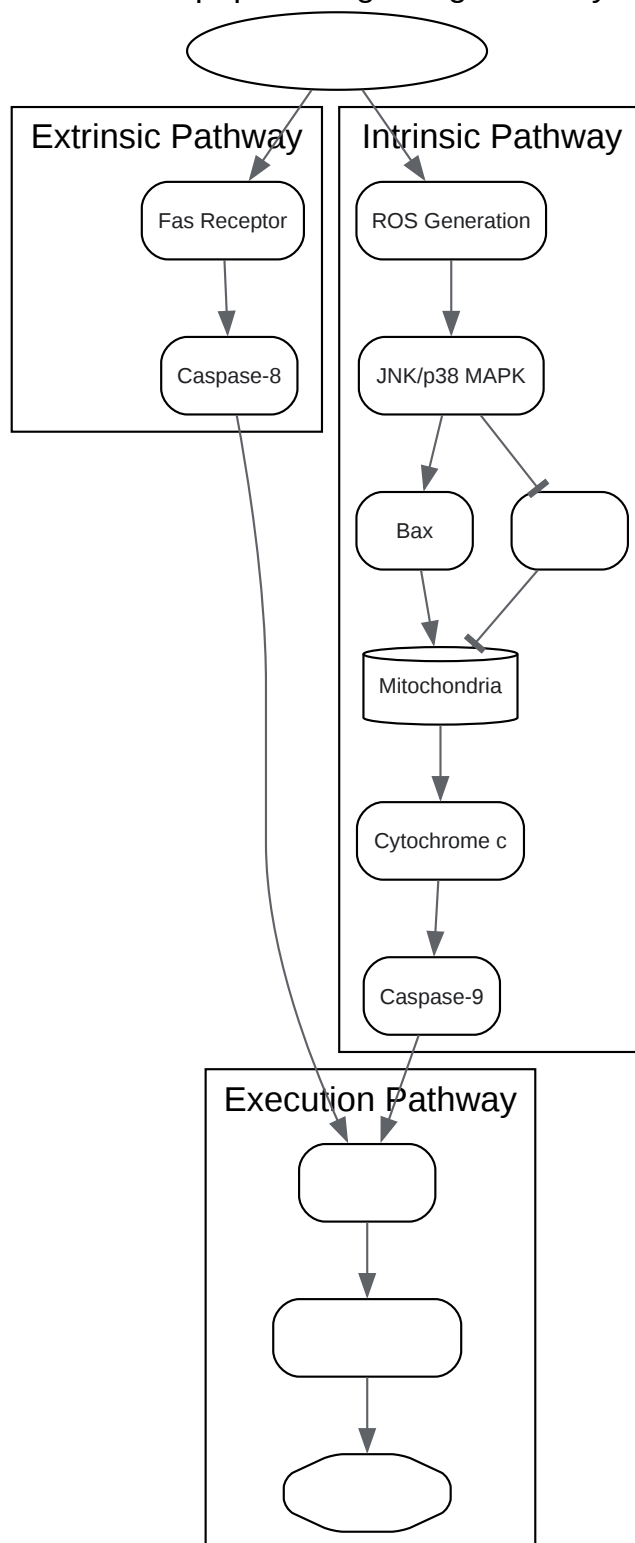 Extrinsic Pathway
Intrinsic Pathway
Fas Receptor
ROS Generation
Caspase-8
JNK/p38 MAPK
Bax
Mitochondria
Cytochrome c
Caspase-9
Execution Pathway